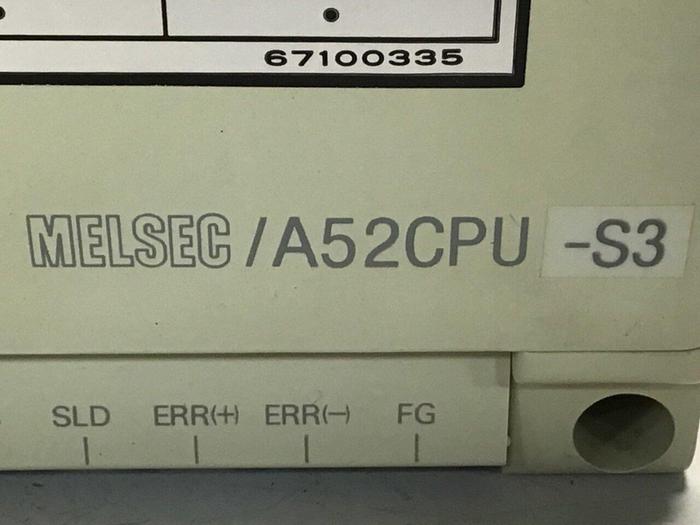 67100335
MELSEC/A52CPU-S3
SLD ERR(+) ERR(-) FG